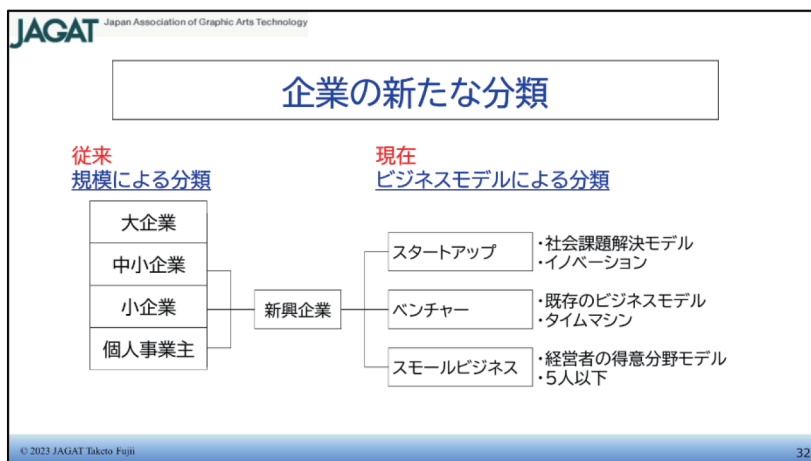 JAGAT Japan Association of Graphic Arts Technology
企業の新たな分類
従来
規模による分類
大企業
中小企業
小企業
個人事業主
新興企業
現在
ビジネスモデルによる分類
スタートアップ
・社会課題解決モデル
・イノベーション
ベンチャー
・既存のビジネスモデル
・タイムマシン
スモールビジネス
・経営者の得意分野モデル
・5人以下
© 2023 JAGAT Taketo Fujii
32